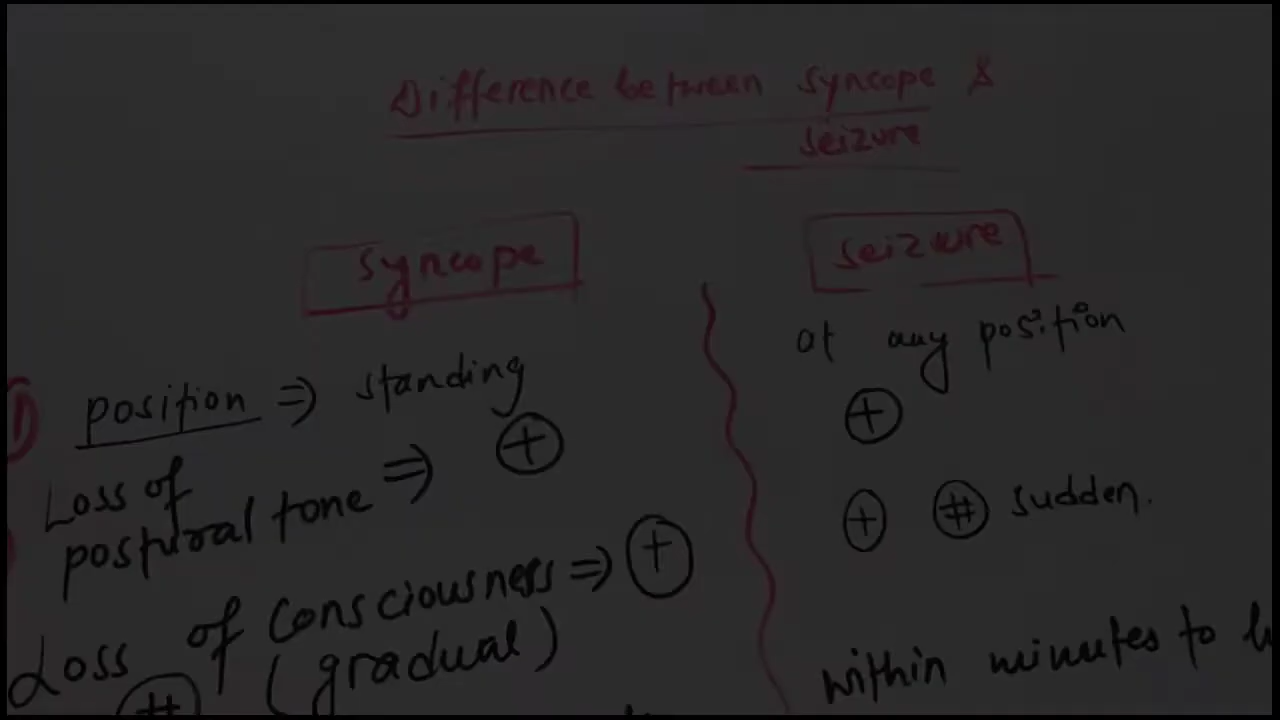 Difference between syncope &
seizure
syncope
seizure
1) position ⇒ standing
at any position
Loss of
postural tone ⇒ (+)
(+)
Loss of consciousness ⇒ (+)
(gradual)
(+) (#) sudden.
(#)
within minutes to